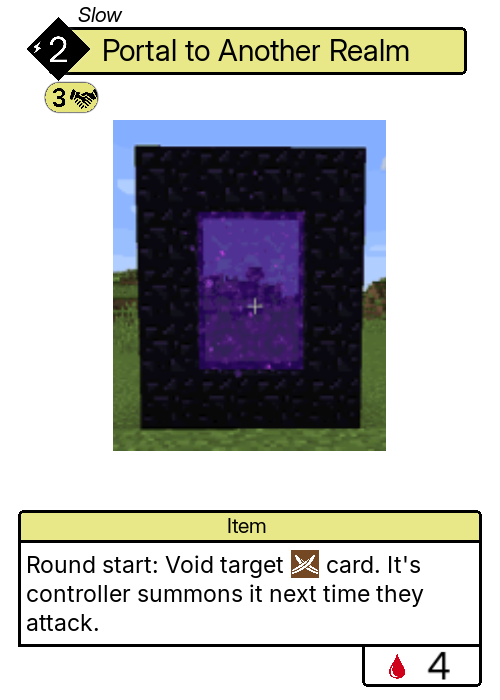 Slow
2 Portal to Another Realm
3
Item
Round start: Void target card. It's
controller summons it next time they
attack.
4